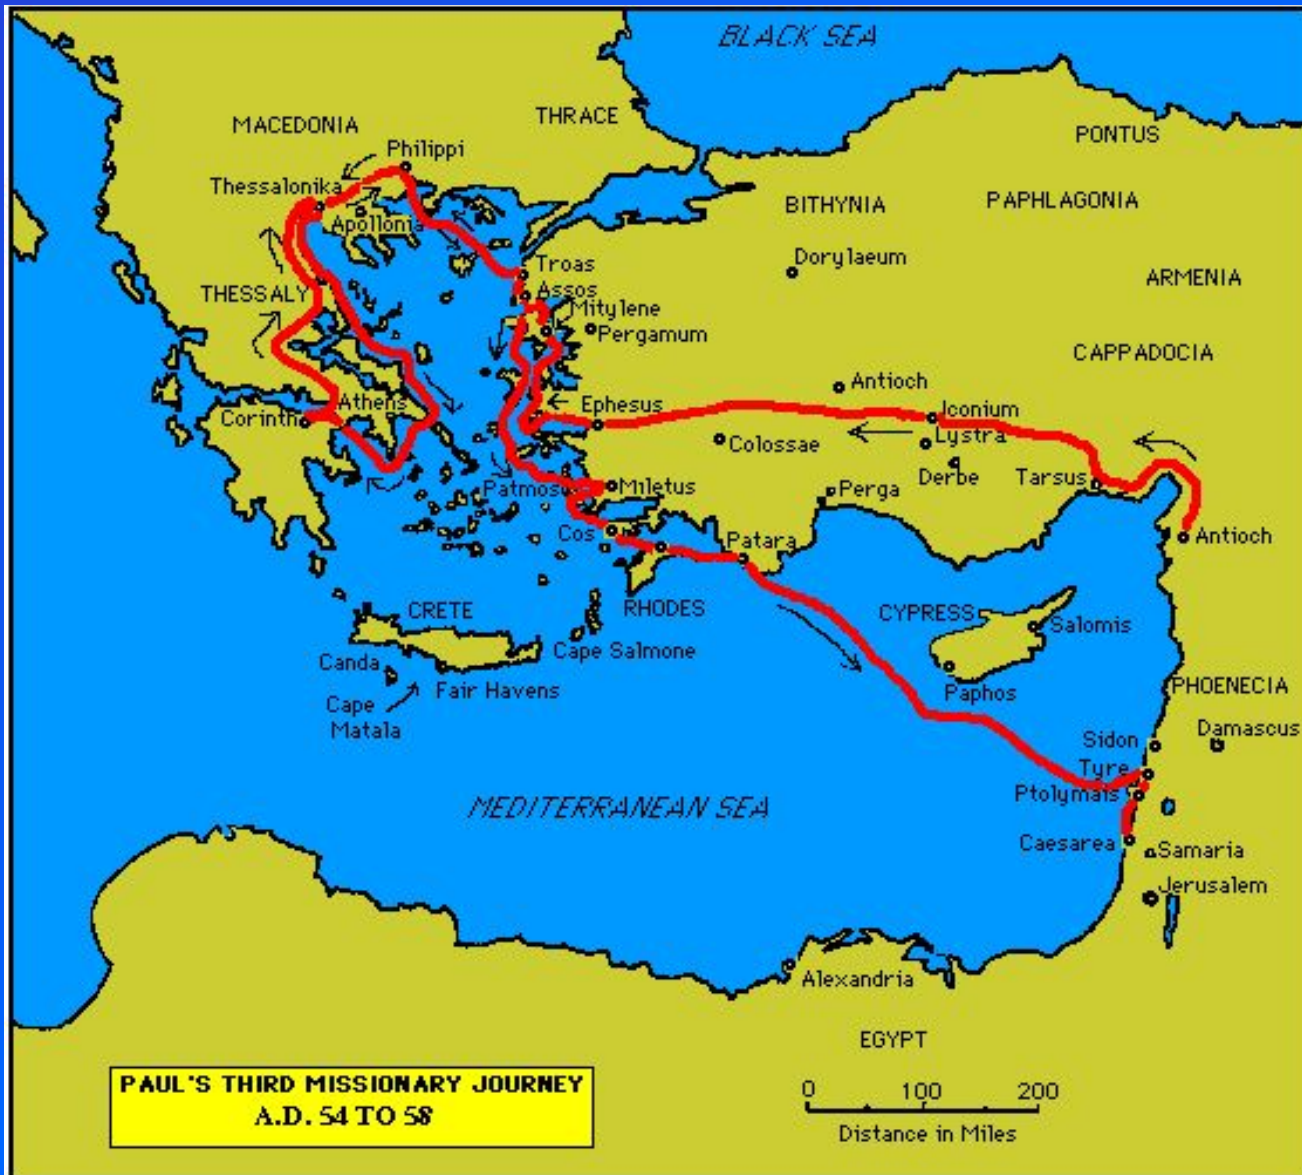 BLACK SEA
THRACE
MACEDONIA
PONTUS
Philippi
Thessalonika
BITHYNIA
PAPHLAGONIA
Apollonia
Dorylaeum
Troas
ARMENIA
THESSALY
Assos
Mitylene
Pergamum
CAPPADOCIA
Antioch
Athens
Ephesus
Iconium
Corinth
Lystra
Colossae
Derbe
Tarsus
Patmos
Miletus
Perga
Cos
Patara
Antioch
CRETE
RHODES
CYPRESS
Salomis
Cape Salmone
Canda
Fair Havens
Paphos
PHOENECIA
Cape
Matala
Damascus
Sidon
Tyre
Ptolymais
MEDITERRANEAN SEA
Caesarea
Samaria
Jerusalem
Alexandria
EGYPT
PAUL'S THIRD MISSIONARY JOURNEY
A.D. 54 TO 58
0 100 200
Distance in Miles